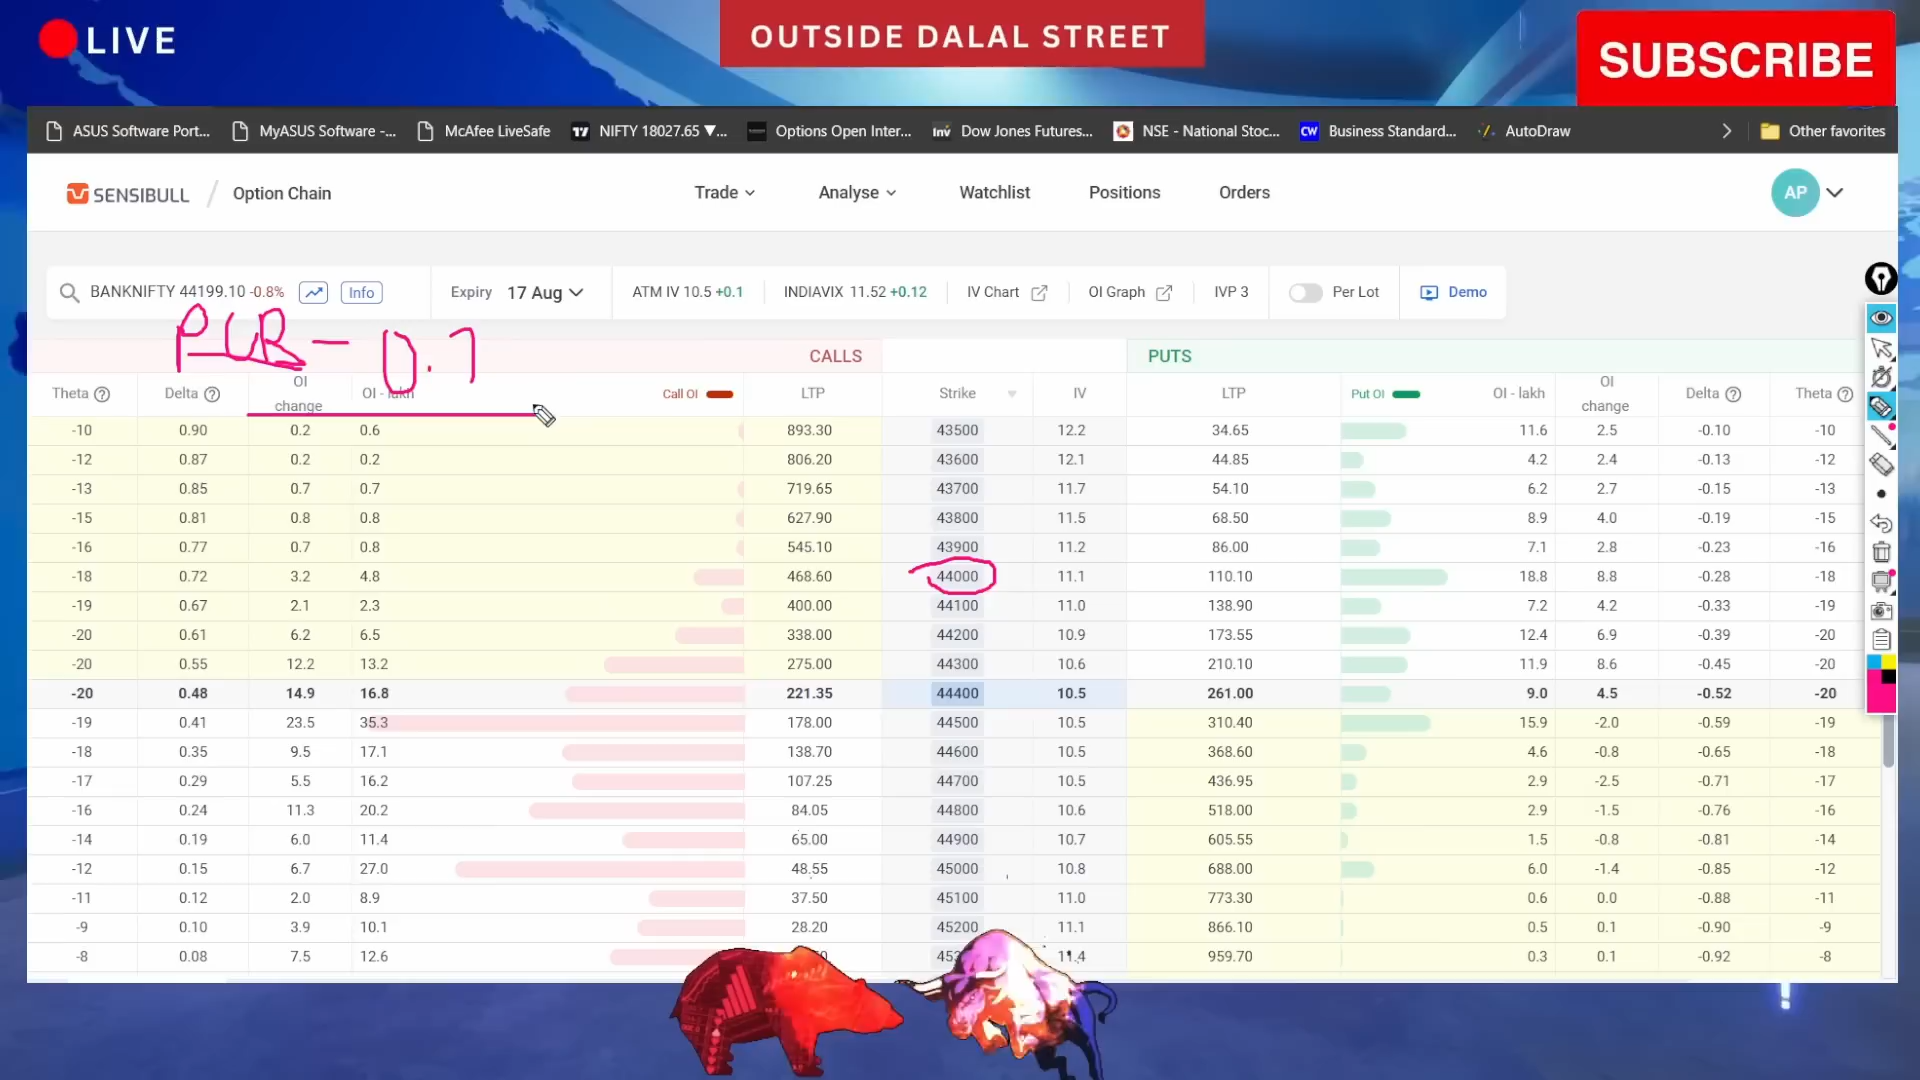 LIVE
OUTSIDE DALAL STREET
SUBSCRIBE
ASUS Software Port... MyASUS Software -... McAfee LiveSafe NIFTY 18027.65 ▼... Options Open Inter... Dow Jones Futures... NSE - National Stoc... Business Standard... AutoDraw Other favorites
SENSIBULL / Option Chain Trade Analyse Watchlist Positions Orders AP
BANKNIFTY 44199.10 -0.8% Info Expiry 17 Aug ATM IV 10.5 +0.1 INDIAVIX 11.52 +0.12 IV Chart OI Graph IVP 3 Per Lot Demo
PCR - 0.7
CALLS PUTS
Theta Delta OI change OI - lakh Call OI LTP Strike IV LTP Put OI OI - lakh OI change Delta Theta
-10 0.90 0.2 0.6 893.30 43500 12.2 34.65 11.6 2.5 -0.10 -10
-12 0.87 0.2 0.2 806.20 43600 12.1 44.85 4.2 2.4 -0.13 -12
-13 0.85 0.7 0.7 719.65 43700 11.7 54.10 6.2 2.7 -0.15 -13
-15 0.81 0.8 0.8 627.90 43800 11.5 68.50 8.9 4.0 -0.19 -15
-16 0.77 0.7 0.8 545.10 43900 11.2 86.00 7.1 2.8 -0.23 -16
-18 0.72 3.2 4.8 468.60 44000 11.1 110.10 18.8 8.8 -0.28 -18
-19 0.67 2.1 2.3 400.00 44100 11.0 138.90 7.2 4.2 -0.33 -19
-20 0.61 6.2 6.5 338.00 44200 10.9 173.55 12.4 6.9 -0.39 -20
-20 0.55 12.2 13.2 275.00 44300 10.6 210.10 11.9 8.6 -0.45 -20
-20 0.48 14.9 16.8 221.35 44400 10.5 261.00 9.0 4.5 -0.52 -20
-19 0.41 23.5 35.3 178.00 44500 10.5 310.40 15.9 -2.0 -0.59 -19
-18 0.35 9.5 17.1 138.70 44600 10.5 368.60 4.6 -0.8 -0.65 -18
-17 0.29 5.5 16.2 107.25 44700 10.5 436.95 2.9 -2.5 -0.71 -17
-16 0.24 11.3 20.2 84.05 44800 10.6 518.00 2.9 -1.5 -0.76 -16
-14 0.19 6.0 11.4 65.00 44900 10.7 605.55 1.5 -0.8 -0.81 -14
-12 0.15 6.7 27.0 48.55 45000 10.8 688.00 6.0 -1.4 -0.85 -12
-11 0.12 2.0 8.9 37.50 45100 11.0 773.30 0.6 0.0 -0.88 -11
-9 0.10 3.9 10.1 28.20 45200 11.1 866.10 0.5 0.1 -0.90 -9
-8 0.08 7.5 12.6 11.4 959.70 0.3 0.1 -0.92 -8